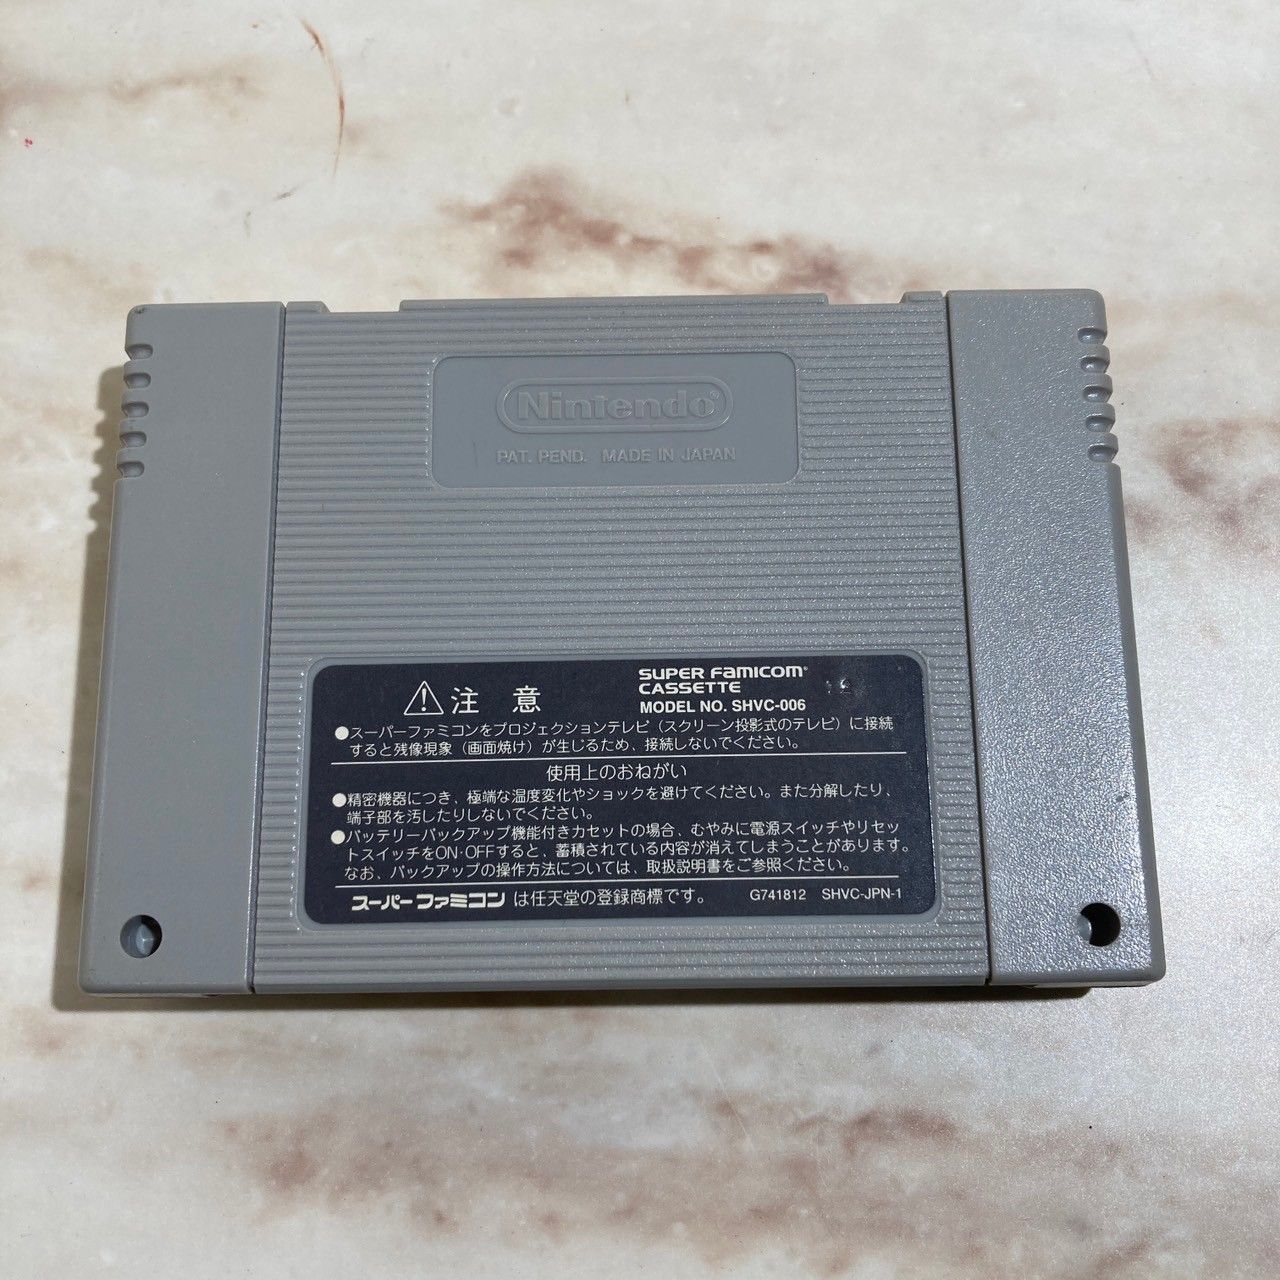 Nintendo®
PAT. PEND. MADE IN JAPAN
⚠注意
SUPER FAMICOM®
CASSETTE
MODEL NO. SHVC-006
●スーパーファミコンをプロジェクションテレビ(スクリーン投影式のテレビ)に接続
すると残像現象(画面焼け)が生じるため、接続しないでください。
使用上のおねがい
●精密機器につき、極端な温度変化やショックを避けてください。また分解したり、
端子部を汚したりしないでください。
●バッテリーバックアップ機能付きカセットの場合、むやみに電源スイッチやリセッ
トスイッチをON・OFFすると、蓄積されている内容が消えてしまうことがあります。
なお、バックアップの操作方法については、取扱説明書をご参照ください。
スーパーファミコンは任天堂の登録商標です。 G741812 SHVC-JPN-1